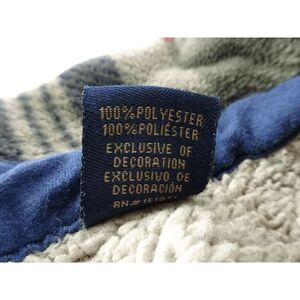 100% POLYESTER
100% POLIÉSTER
EXCLUSIVE OF
DECORATION
EXCLUSIVO DE
DECORACIÓN